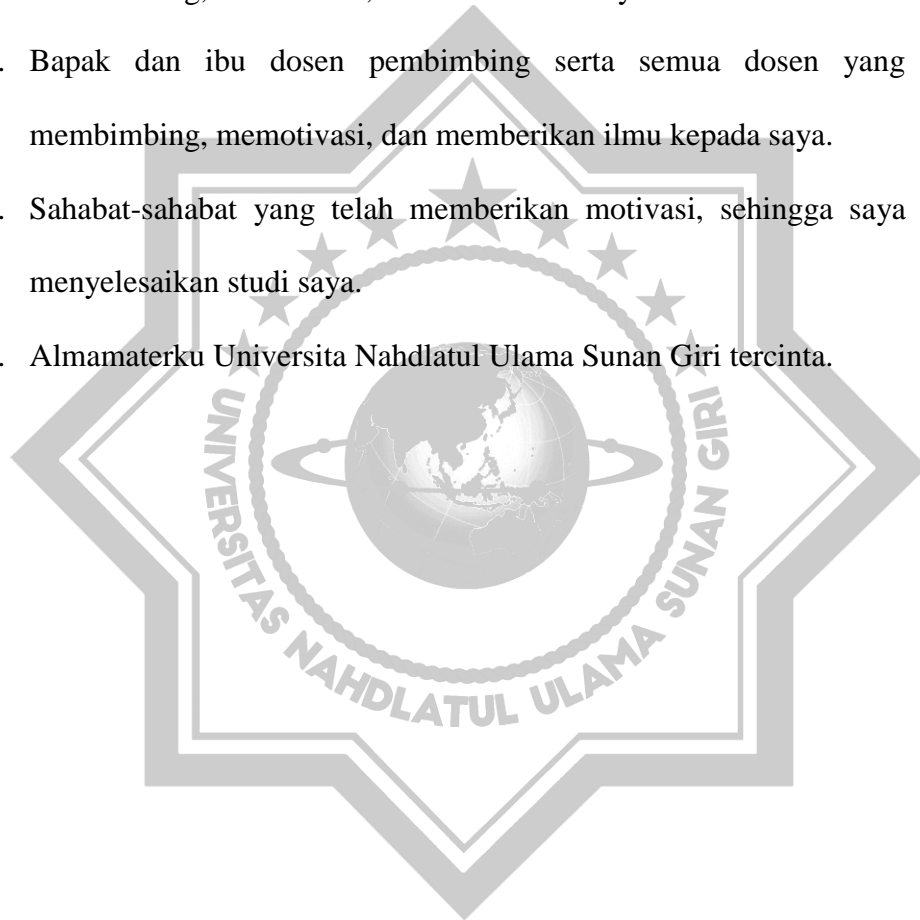 . Bapak dan ibu dosen pembimbing serta semua dosen yang
membimbing, memotivasi, dan memberikan ilmu kepada saya.
. Sahabat-sahabat yang telah memberikan motivasi, sehingga saya
menyelesaikan studi saya.
. Almamaterku Universita Nahdlatul Ulama Sunan Giri tercinta.
UNIVERSITAS NAHDLATUL ULAMA SUNAN GIRI